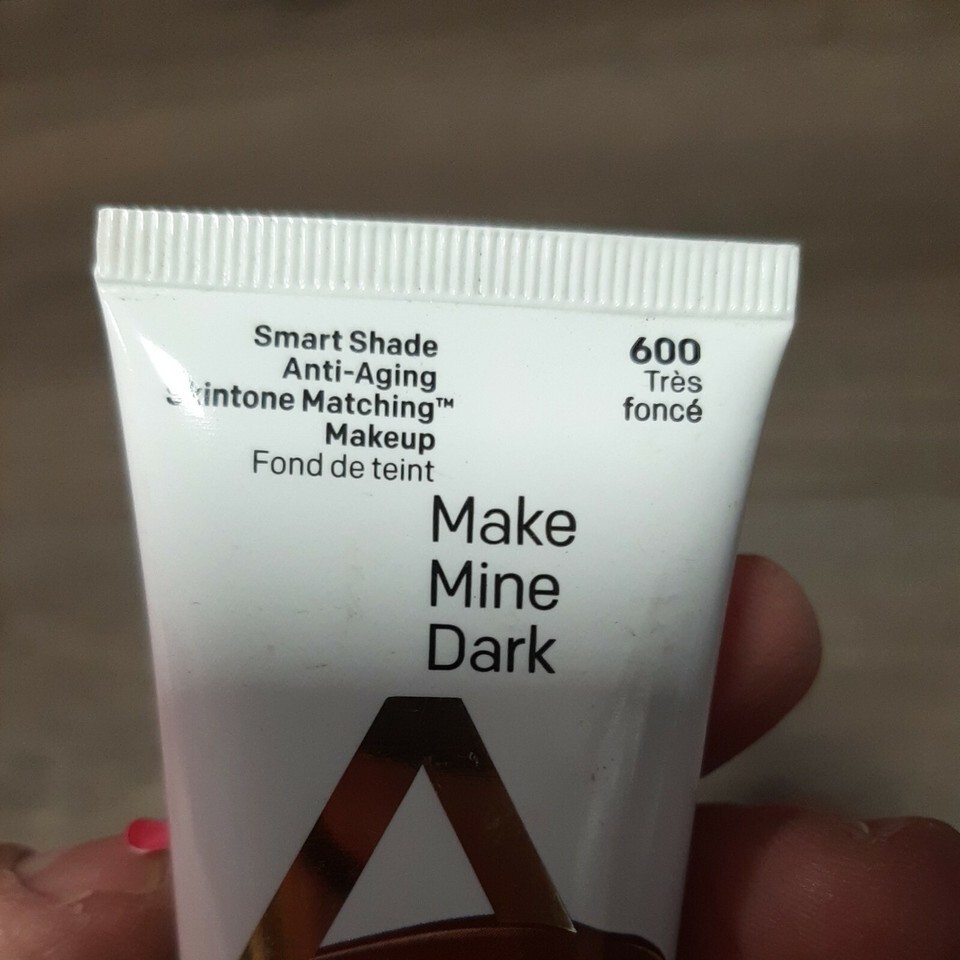 Smart Shade
Anti-Aging
Skintone Matching™
Makeup
Fond de teint
600
Très
foncé
Make
Mine
Dark
A